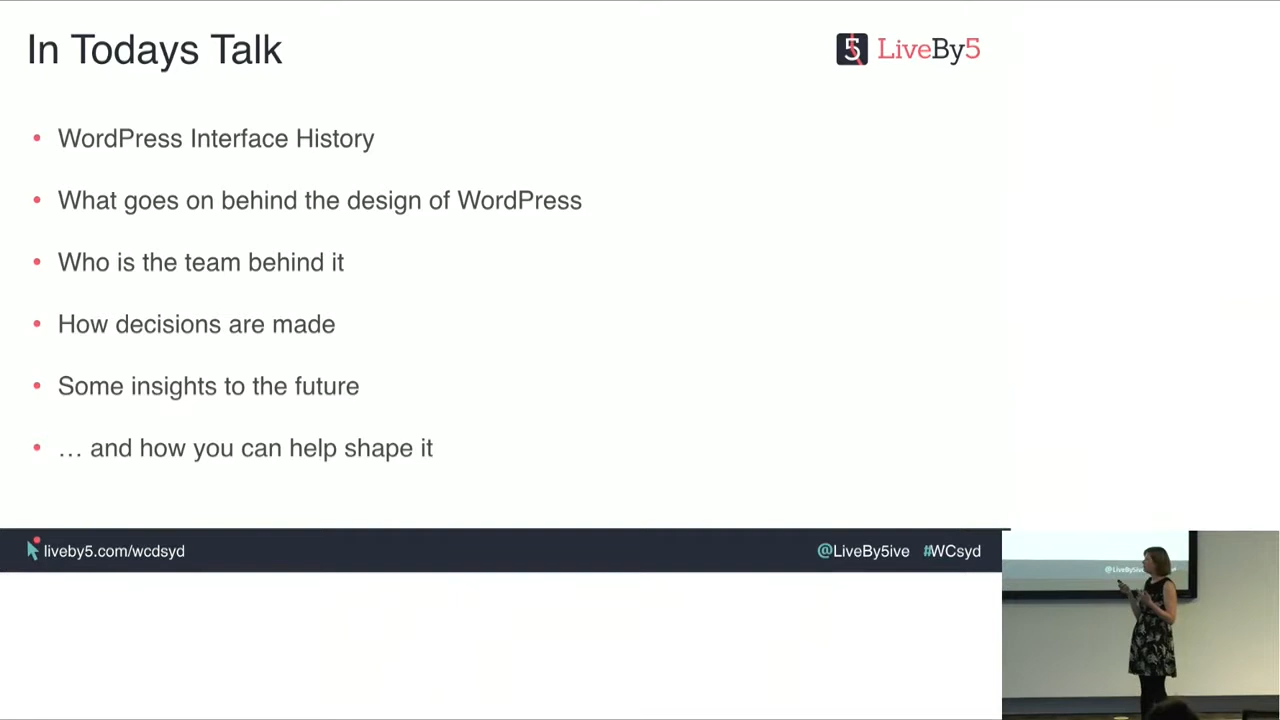 In Todays Talk
5 LiveBy5
• WordPress Interface History
• What goes on behind the design of WordPress
• Who is the team behind it
• How decisions are made
• Some insights to the future
• … and how you can help shape it
liveby5.com/wcdsyd
@LiveBy5ive #WCsyd